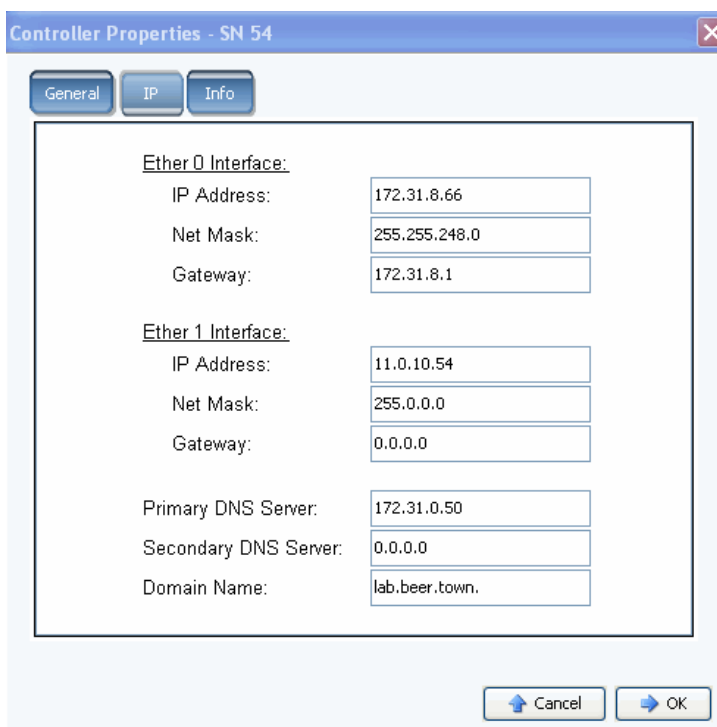 Controller Properties - SN 54
General IP Info
Ether 0 Interface:
IP Address: 172.31.8.66
Net Mask: 255.255.248.0
Gateway: 172.31.8.1
Ether 1 Interface:
IP Address: 11.0.10.54
Net Mask: 255.0.0.0
Gateway: 0.0.0.0
Primary DNS Server: 172.31.0.50
Secondary DNS Server: 0.0.0.0
Domain Name: lab.beer.town.
Cancel OK